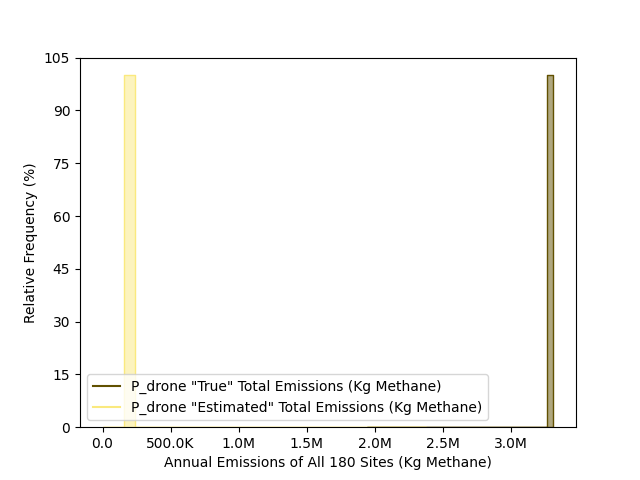 105
90
75
60
45
30
15
0
Relative Frequency (%)
P_drone "True" Total Emissions (Kg Methane)
P_drone "Estimated" Total Emissions (Kg Methane)
0.0 500.0K 1.0M 1.5M 2.0M 2.5M 3.0M
Annual Emissions of All 180 Sites (Kg Methane)